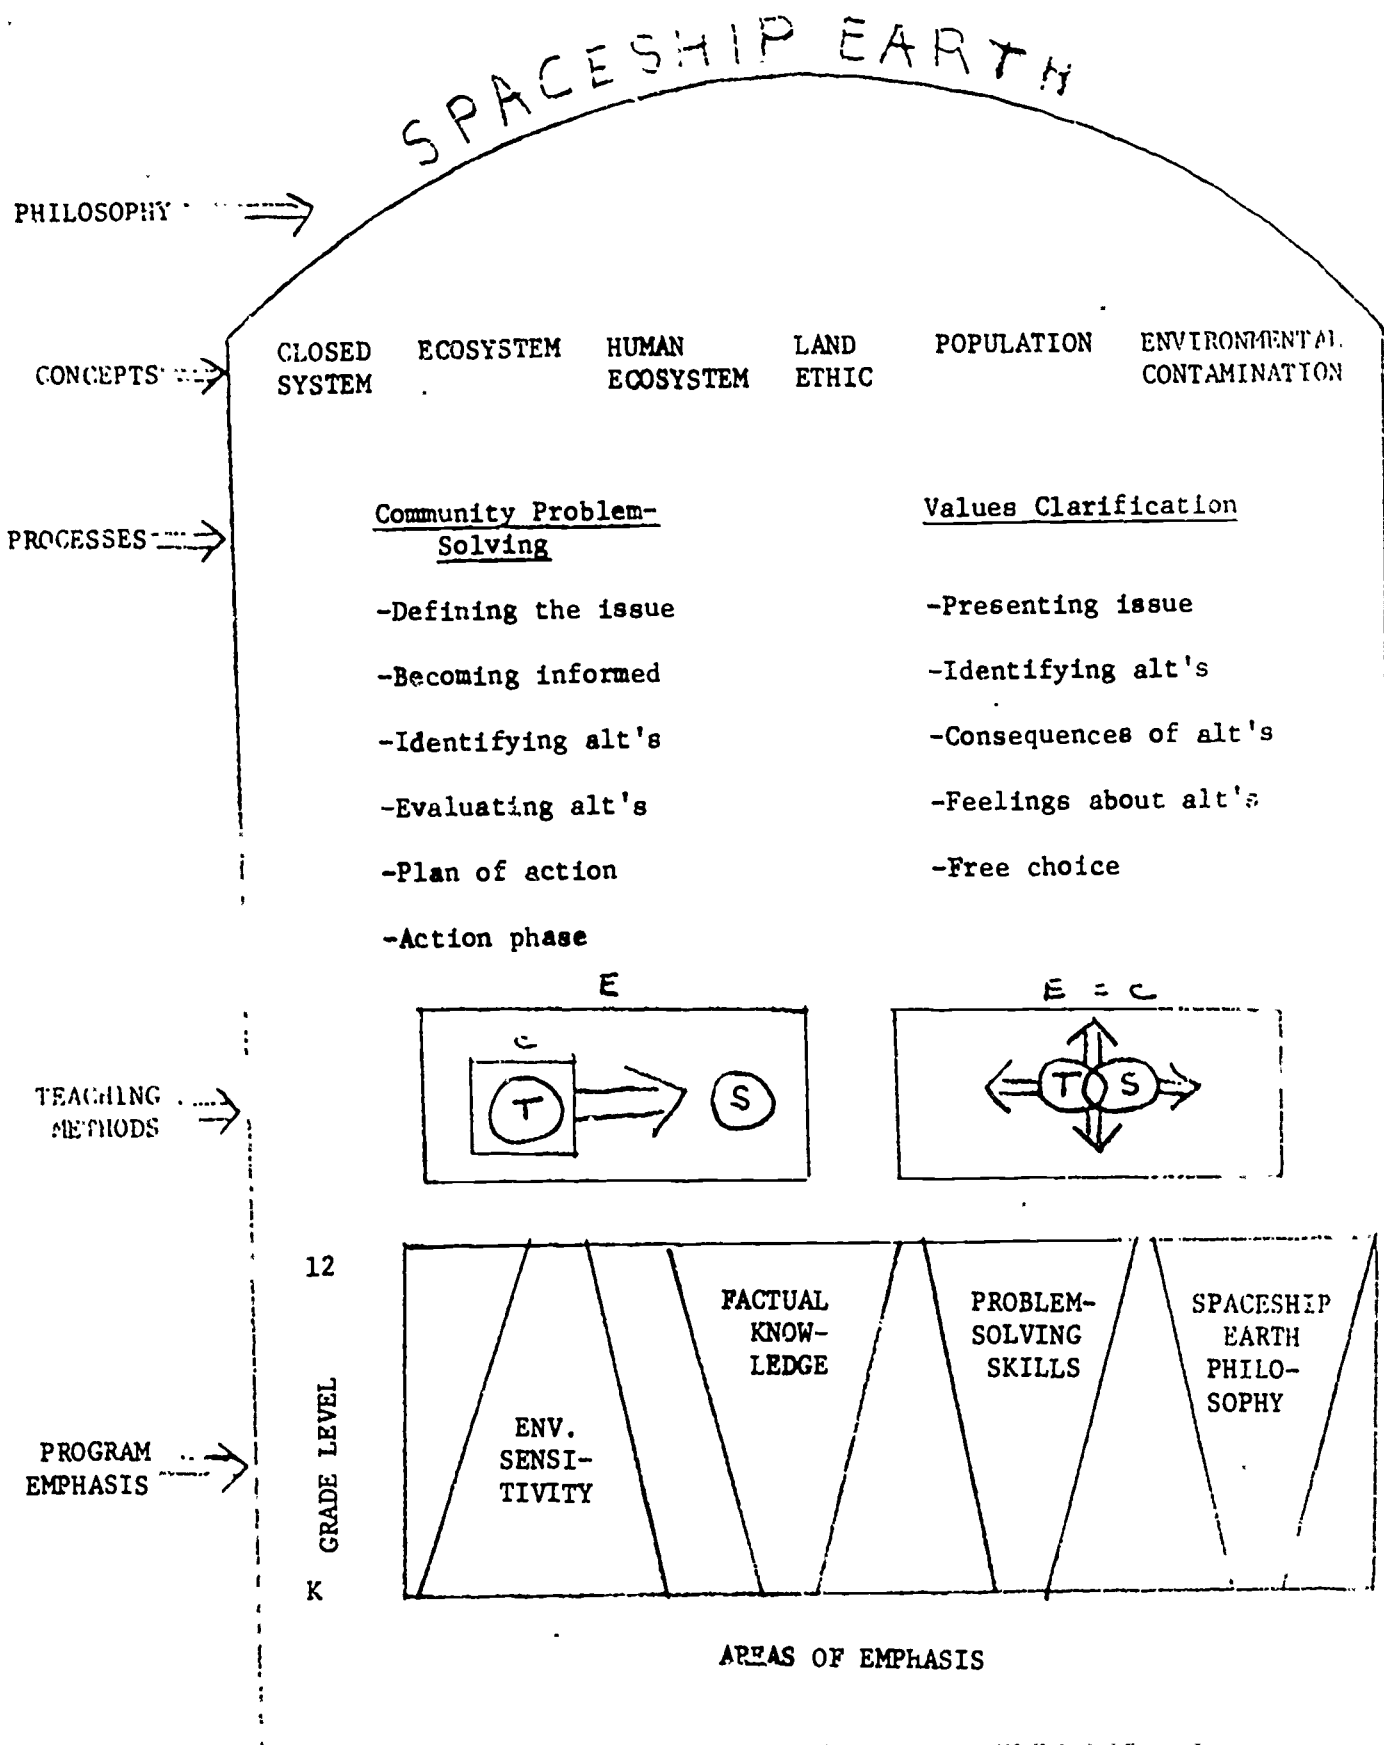 SPACESHIP EARTH
PHILOSOPHY
CONCEPTS
CLOSED
SYSTEM
ECOSYSTEM
HUMAN
ECOSYSTEM
LAND
ETHIC
POPULATION
ENVIRONMENTAL
CONTAMINATION
PROCESSES
Community Problem-
Solving
-Defining the issue
-Becoming informed
-Identifying alt's
-Evaluating alt's
-Plan of action
-Action phase
Values Clarification
-Presenting issue
-Identifying alt's
-Consequences of alt's
-Feelings about alt's
-Free choice
TEACHING
METHODS
E
C
T
S
E = C
T S
PROGRAM
EMPHASIS
12
GRADE LEVEL
K
ENV.
SENSI-
TIVITY
FACTUAL
KNOW-
LEDGE
PROBLEM-
SOLVING
SKILLS
SPACESHIP
EARTH
PHILO-
SOPHY
AREAS OF EMPHASIS